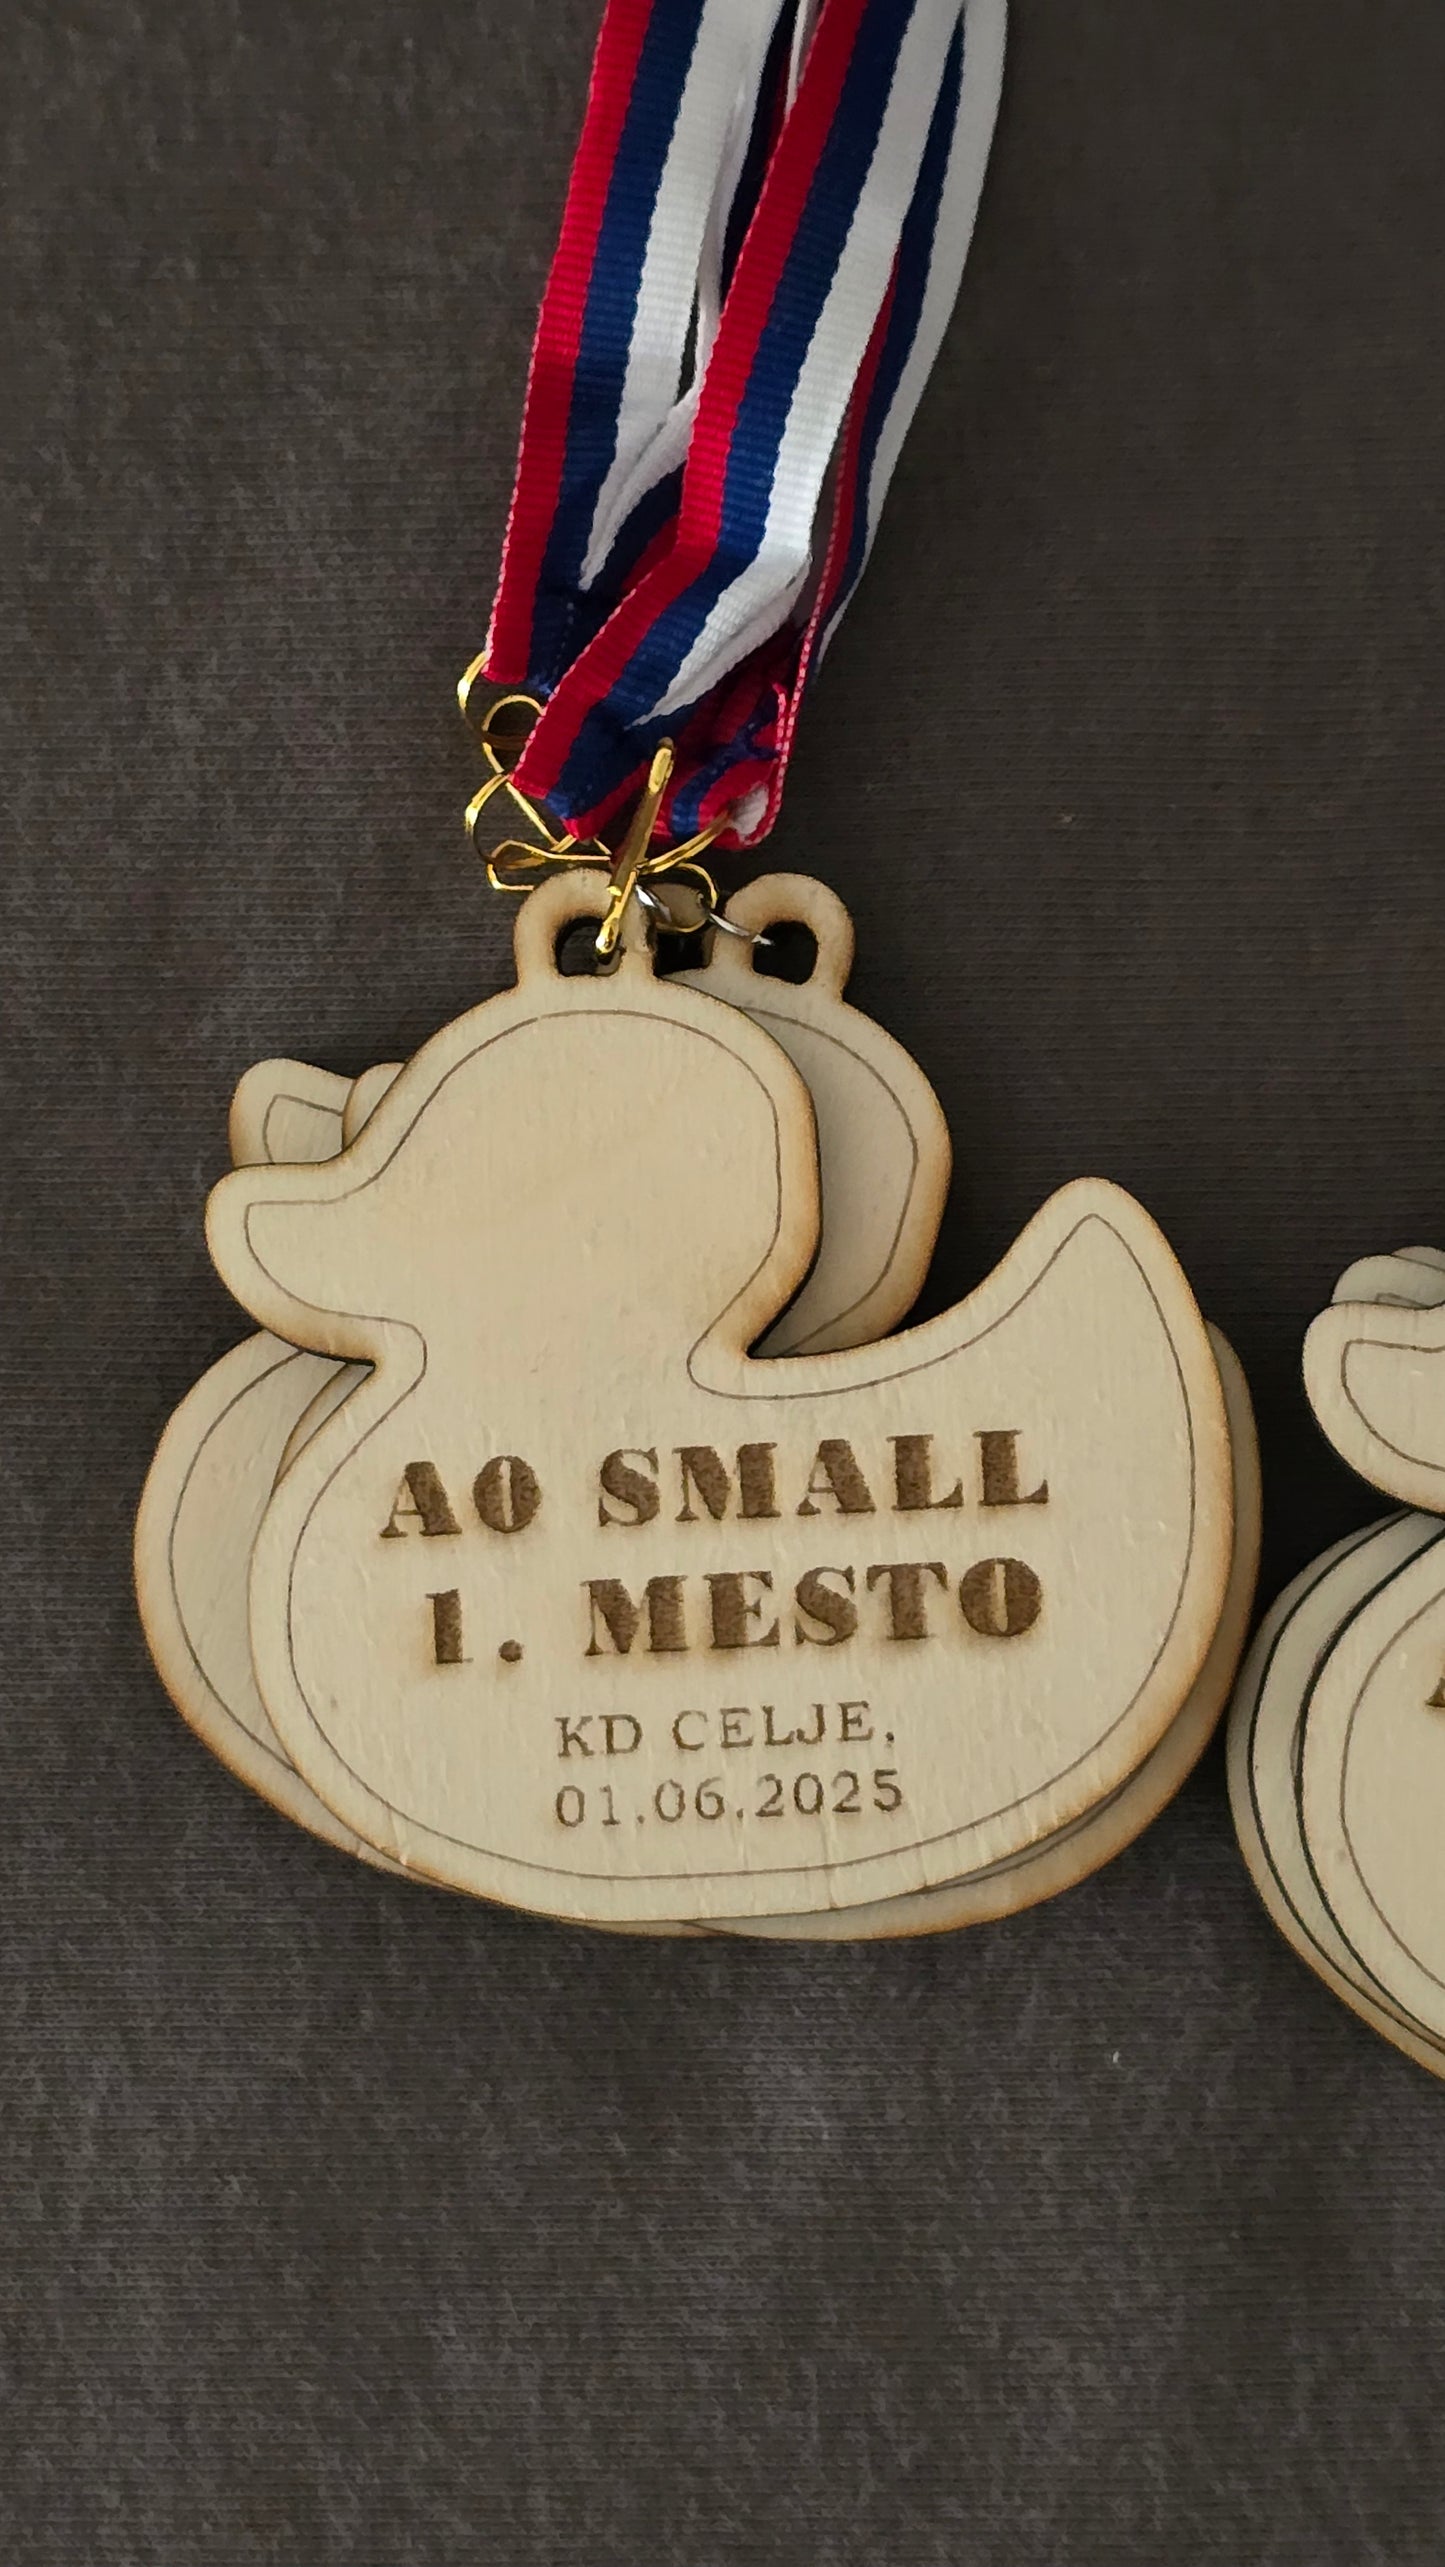 A0 SMALL
1. MESTO
KD CELJE,
01.06.2025